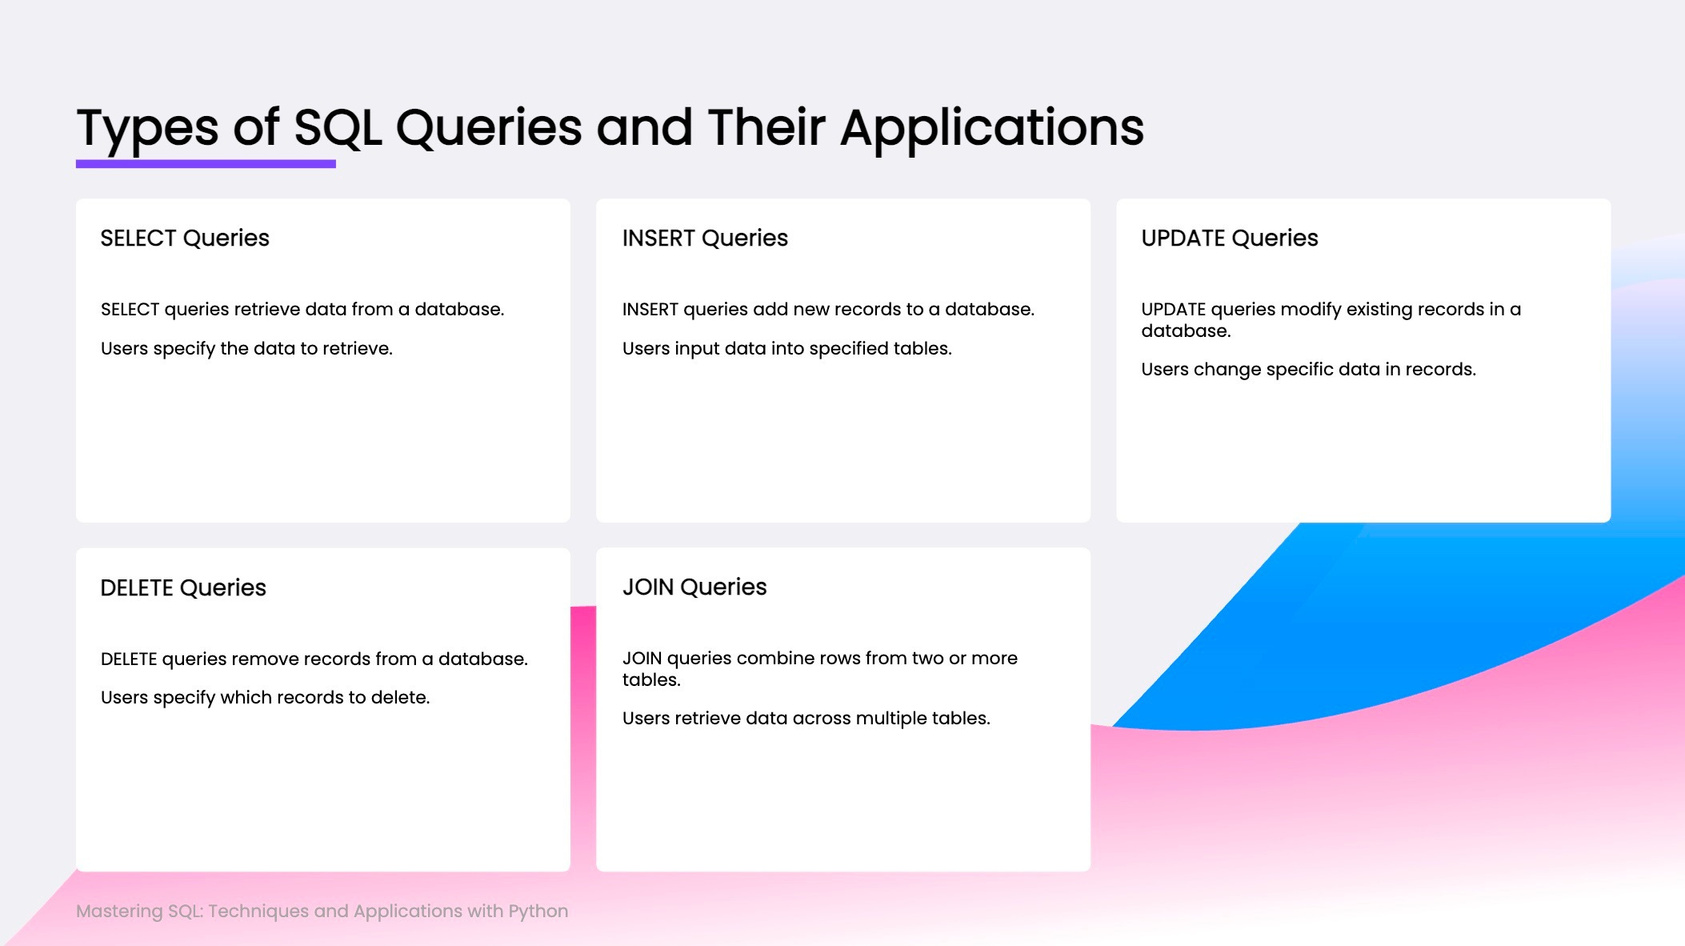 Types of SQL Queries and Their Applications
SELECT Queries
SELECT queries retrieve data from a database.
Users specify the data to retrieve.
INSERT Queries
INSERT queries add new records to a database.
Users input data into specified tables.
UPDATE Queries
UPDATE queries modify existing records in a
database.
Users change specific data in records.
DELETE Queries
DELETE queries remove records from a database.
Users specify which records to delete.
JOIN Queries
JOIN queries combine rows from two or more
tables.
Users retrieve data across multiple tables.
Mastering SQL: Techniques and Applications with Python